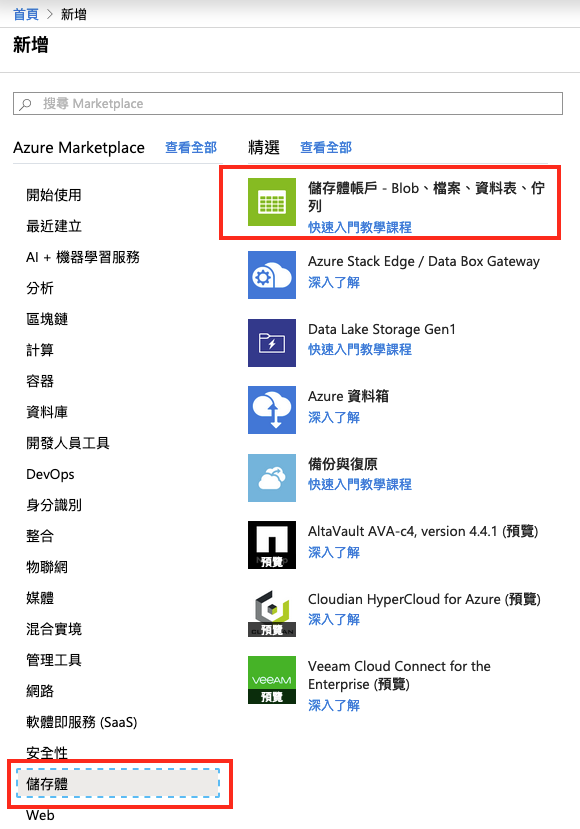 首頁 > 新增
新增
搜尋 Marketplace
Azure Marketplace 查看全部
開始使用
最近建立
AI + 機器學習服務
分析
區塊鏈
計算
容器
資料庫
開發人員工具
DevOps
身分識別
整合
物聯網
媒體
混合實境
管理工具
網路
軟體即服務 (SaaS)
安全性
儲存體
Web
精選 查看全部
儲存體帳戶 - Blob、檔案、資料表、佇
列
快速入門教學課程
Azure Stack Edge / Data Box Gateway
深入了解
Data Lake Storage Gen1
快速入門教學課程
Azure 資料箱
深入了解
備份與復原
快速入門教學課程
預覽
AltaVault AVA-c4, version 4.4.1 (預覽)
深入了解
預覽
Cloudian HyperCloud for Azure (預覽)
深入了解
veeAM
預覽
Veeam Cloud Connect for the
Enterprise (預覽)
深入了解